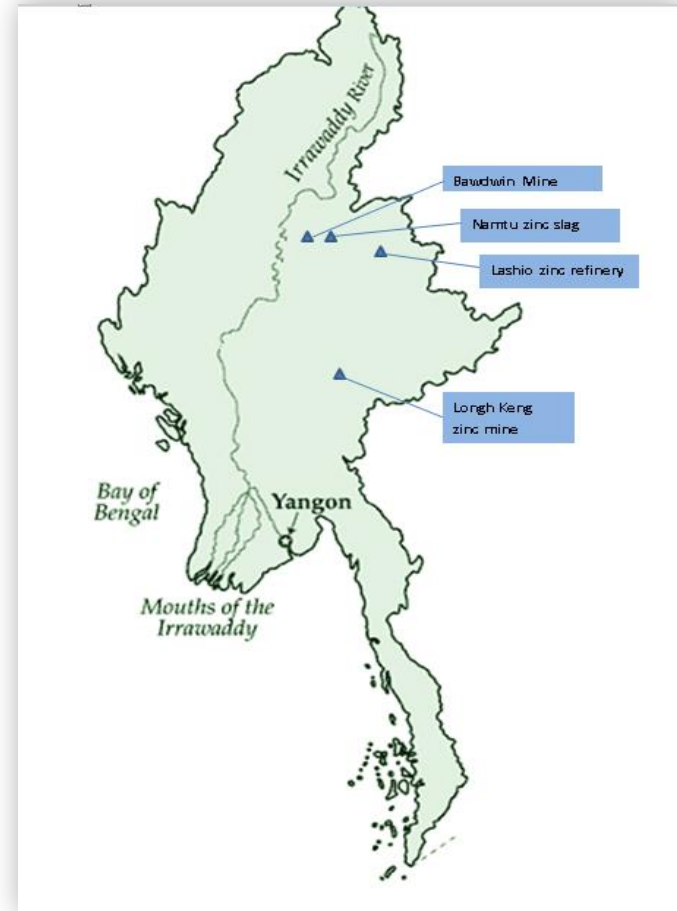 Irrawaddy River
Bawdwin Mine
Namtu zinc slag
Lashio zinc refinery
Longh Keng
zinc mine
Bay of
Bengal
Yangon
Mouths of the
Irrawaddy